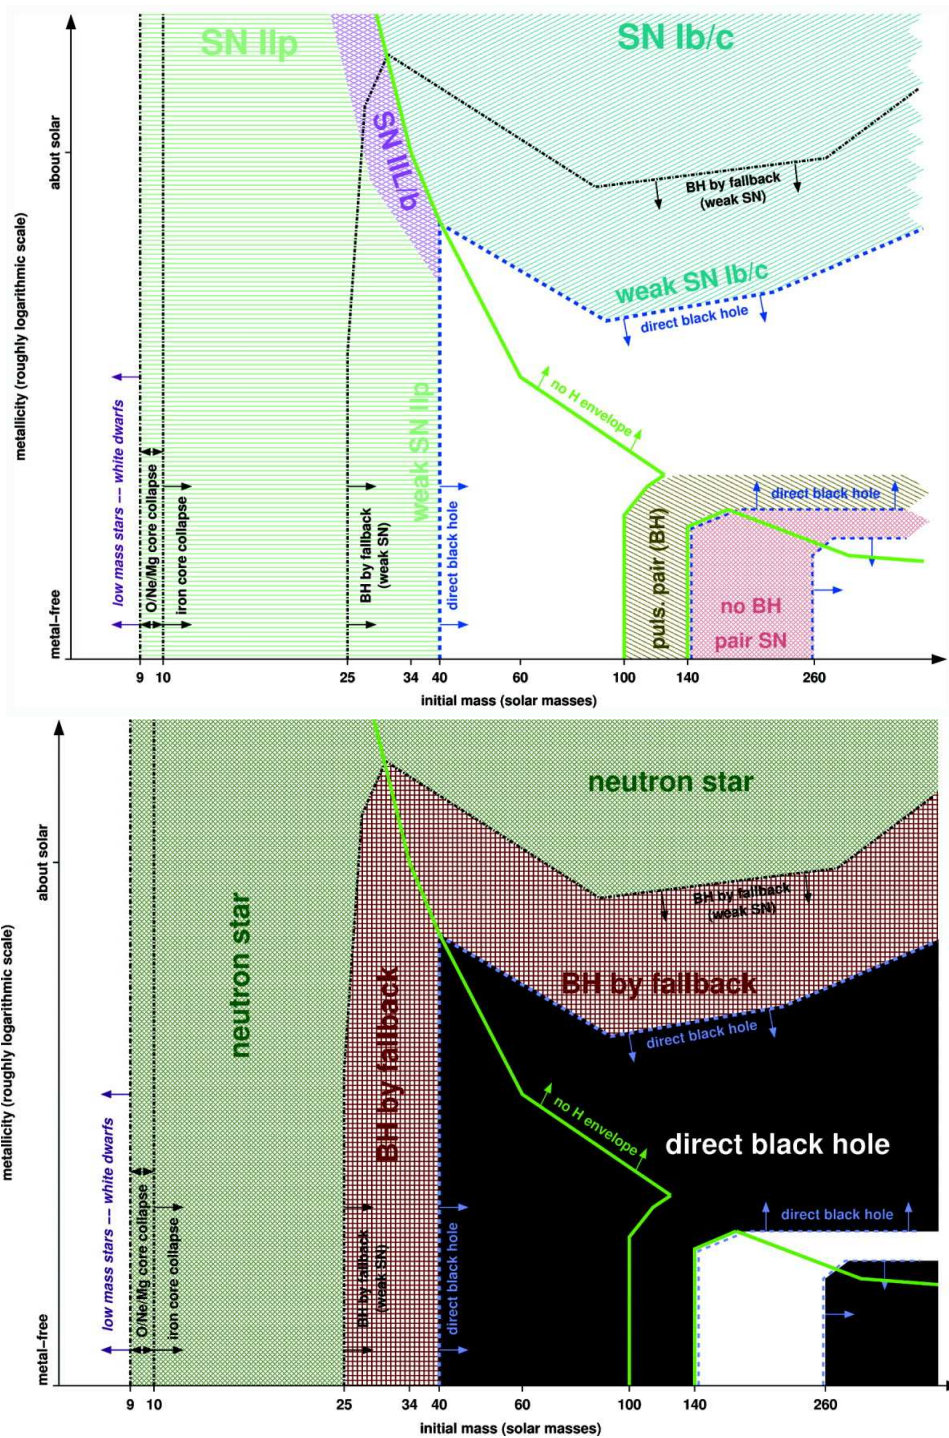 SN IIp
SN Ib/c
SN IIL/b
about solar
BH by fallback
(weak SN)
weak SN Ib/c
direct black hole
metallicity (roughly logarithmic scale)
no H envelope
low mass stars −− white dwarfs
O/Ne/Mg core collapse
iron core collapse
BH by fallback
(weak SN)
weak SN IIp
direct black hole
direct black hole
puls. pair (BH)
no BH
pair SN
metal−free
9 10 25 34 40 60 100 140 260
initial mass (solar masses)
neutron star
about solar
BH by fallback
(weak SN)
neutron star
BH by fallback
BH by fallback
direct black hole
metallicity (roughly logarithmic scale)
no H envelope
direct black hole
low mass stars −− white dwarfs
O/Ne/Mg core collapse
iron core collapse
BH by fallback
(weak SN)
direct black hole
direct black hole
metal−free
9 10 25 34 40 60 100 140 260
initial mass (solar masses)